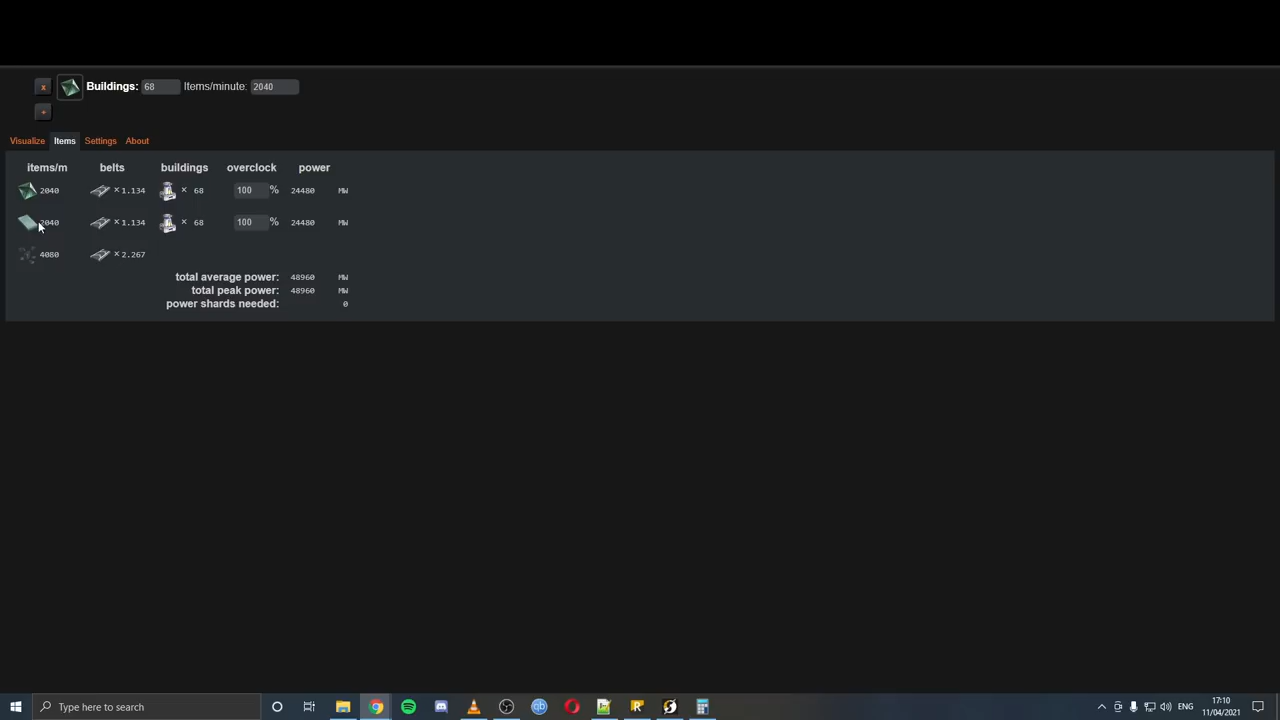 x Buildings: 68 Items/minute: 2040
+
Visualize Items Settings About
items/m belts buildings overclock power
2040 × 1.134 × 68 100 % 24480 MW
2040 × 1.134 × 68 100 % 24480 MW
4080 × 2.267
total average power: 48960 MW
total peak power: 48960 MW
power shards needed: 0
Type here to search
ENG
17:10
11/04/2021